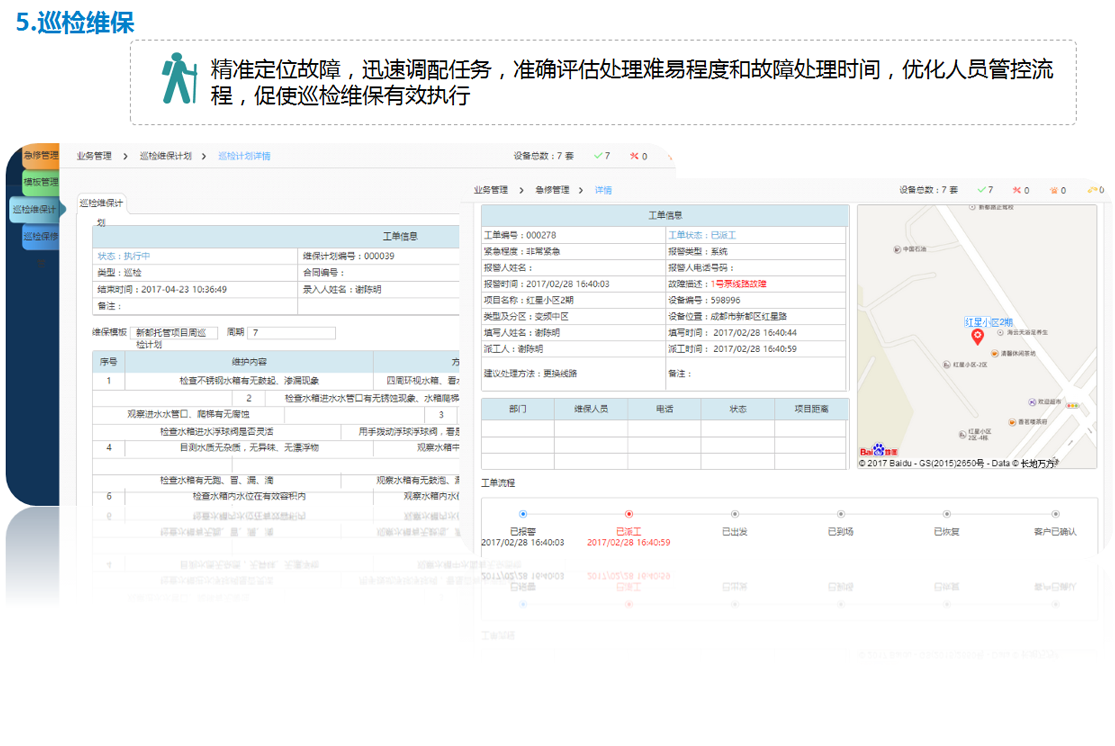 5.巡检维保
精准定位故障，迅速调配任务，准确评估处理难易程度和故障处理时间，优化人员管控流
程，促使巡检维保有效执行
急修管理
模板管理
巡检维保计
巡检保修
业务管理 > 巡检维保计划 > 巡检计划详情
设备总数：7 套 7 0
巡检维保计
划
工单信息
状态：执行中 维保计划编号：000039
类型：巡检 合同编号：
结束时间：2017-04-23 10:36:49 录入人姓名：谢陈明
备注：
维保模板 新都托管项目周巡 周期 7
检计划
序号 维护内容 方
1 检查不锈钢水箱有无鼓起、渗漏现象 四周环视水箱、看水
2 检查水箱进水水管口有无锈蚀现象、水箱爬梯
观察进水水管口、爬梯有无腐蚀 3
检查水箱进水浮球阀是否灵活 用手拨动浮球浮球阀，看是
4 目测水质无杂质，无异味、无漂浮物 观察水箱中
检查水箱有无跑、冒、漏、滴 观察水箱有无鼓泡、
6 检查水箱内水位在有效容积内 观察水箱内水位
业务管理 > 急修管理 > 详情
设备总数：7 套 7 0 0 0
工单信息
工单编号：000278 工单状态：已派工
紧急程度：非常紧急 报警类型：系统
报警人姓名： 报警人电话号码：
报警时间：2017/02/28 16:40:03 故障描述：1号泵线路故障
项目名称：红星小区2期 设备编号：598996
类型及分区：变频中区 设备位置：成都市新都区红星路
填写人姓名：谢陈明 填写时间： 2017/02/28 16:40:44
派工人：谢陈明 派工时间： 2017/02/28 16:40:59
建议处理方法：更换线路 备注：
部门 维保人员 电话 状态 项目距离
中国石油
红星小区2期
清馨休闲茶坊
红星小区-2区
欢迎超市
红星小区
2区-4栋
Baidu地图
© 2017 Baidu - GS(2015)2650号 - Data © 长地万方
工单流程
已报警 已派工 已出发 已到场 已恢复 客户已确认
2017/02/28 16:40:03 2017/02/28 16:40:59